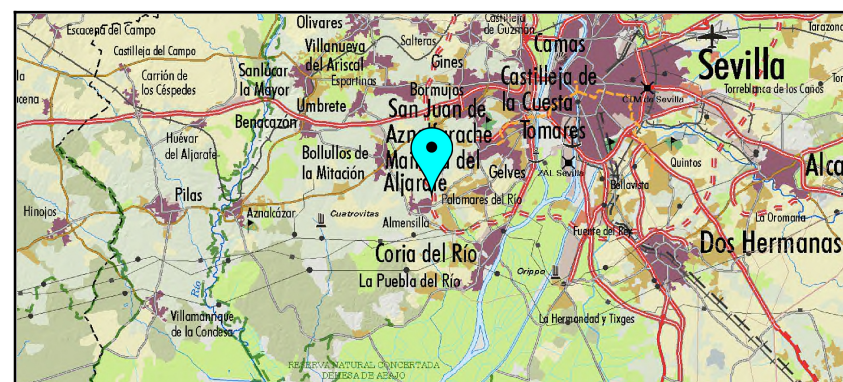 Escacena del Campo
Olivares
Castilleja
de Guzmán
Tarazona
Castilleja del Campo
Villanueva
del Ariscal
Salteras
Camas
Gines
Sevilla
Carrión de
los Céspedes
Sanlúcar
la Mayor
Espartinas
Bormujos
Castilleja de
la Cuesta
C.T.M de Sevilla
Torreblanca de los Caños
Umbrete
San Juan de
Aznalfarache
Benacazón
Tomares
Huévar
del Aljarafe
Bollullos de
la Mitación
del
Aljarafe
Gelves
ZAL Sevilla
Quintos
Alca
Bellavista
Pilas
Palomares del Río
Hinojos
Aznalcázar
Cuatrovitas
Almensilla
La Oromana
Fuente del Rey
Dos Hermanas
Coria del Río
La Puebla del Río
Orippo
Río
Villamanrique
de la Condesa
La Hermandad y Tixges
RESERVA NATURAL CONCERTADA
DEHESA DE ABAJO